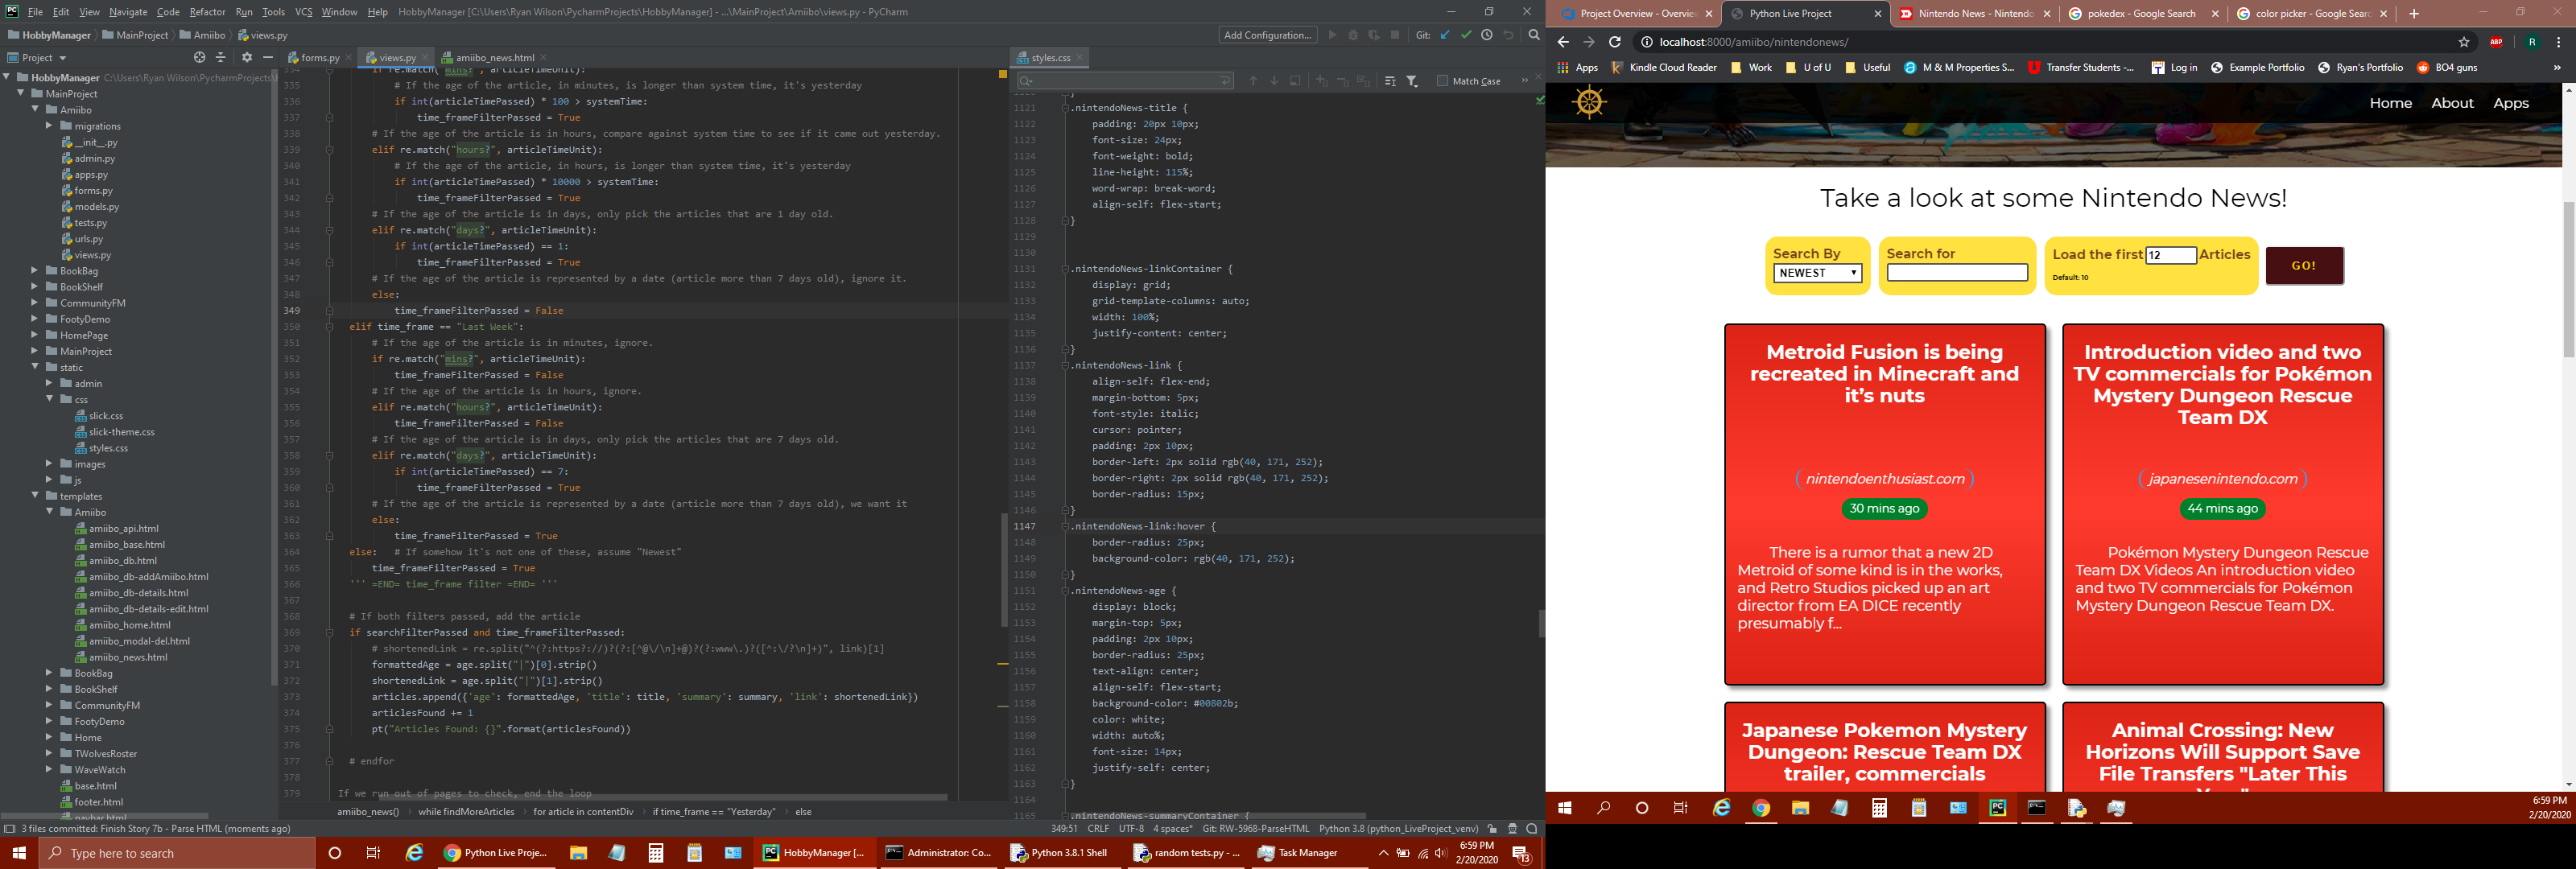 File Edit View Navigate Code Refactor Run Tools VCS Window Help HobbyManager [C:\Users\Ryan Wilson\PycharmProjects\HobbyManager] - ...\MainProject\Amiibo\views.py - PyCharm
HobbyManager MainProject Amiibo views.py
Add Configuration...
Git:
Project
HobbyManager C:\Users\Ryan Wilson\PycharmProjects\
MainProject
Amiibo
migrations
__init__.py
admin.py
apps.py
forms.py
models.py
tests.py
urls.py
views.py
BookBag
BookShelf
CommunityFM
FootyDemo
HomePage
MainProject
static
admin
css
slick.css
slick-theme.css
styles.css
images
js
templates
Amiibo
amiibo_api.html
amiibo_base.html
amiibo_db.html
amiibo_db-addAmiibo.html
amiibo_db-details.html
amiibo_db-details-edit.html
amiibo_home.html
amiibo_modal-del.html
amiibo_news.html
BookBag
BookShelf
CommunityFM
FootyDemo
Home
TWolvesRoster
WaveWatch
base.html
footer.html
navbar.html
forms.py views.py amiibo_news.html
334 if re.match("mins?", articleTimeUnit):
335 # If the age of the article, in minutes, is longer than system time, it's yesterday
336 if int(articleTimePassed) * 100 > systemTime:
337 time_frameFilterPassed = True
338 # If the age of the article is in hours, compare against system time to see if it came out yesterday.
339 elif re.match("hours?", articleTimeUnit):
340 # If the age of the article, in hours, is longer than system time, it's yesterday
341 if int(articleTimePassed) * 10000 > systemTime:
342 time_frameFilterPassed = True
343 # If the age of the article is in days, only pick the articles that are 1 day old.
344 elif re.match("days?", articleTimeUnit):
345 if int(articleTimePassed) == 1:
346 time_frameFilterPassed = True
347 # If the age of the article is represented by a date (article more than 7 days old), ignore it.
348 else:
349 time_frameFilterPassed = False
350 elif time_frame == "Last Week":
351 # If the age of the article is in minutes, ignore.
352 if re.match("mins?", articleTimeUnit):
353 time_frameFilterPassed = False
354 # If the age of the article is in hours, ignore.
355 elif re.match("hours?", articleTimeUnit):
356 time_frameFilterPassed = False
357 # If the age of the article is in days, only pick the articles that are 7 days old.
358 elif re.match("days?", articleTimeUnit):
359 if int(articleTimePassed) == 7:
360 time_frameFilterPassed = True
361 # If the age of the article is represented by a date (article more than 7 days old), we want it
362 else:
363 time_frameFilterPassed = True
364 else: # If somehow it's not one of these, assume "Newest"
365 time_frameFilterPassed = True
366 ''' =END= time_frame filter =END= '''
367
368 # If both filters passed, add the article
369 if searchFilterPassed and time_frameFilterPassed:
370 # shortenedLink = re.split("^(?:https?://)?(?:[^@\/\n]+@)?(?:www\.)?([^:\/?\n]+)", link)[1]
371 formattedAge = age.split("|")[0].strip()
372 shortenedLink = age.split("|")[1].strip()
373 articles.append({'age': formattedAge, 'title': title, 'summary': summary, 'link': shortenedLink})
374 articlesFound += 1
375 pt("Articles Found: {}".format(articlesFound))
376
377 # endfor
378
379 If we run out of pages to check, end the loop
amiibo_news() while findMoreArticles for article in contentDiv if time_frame == "Yesterday" else
styles.css
Match Case
1121 .nintendoNews-title {
1122 padding: 20px 10px;
1123 font-size: 24px;
1124 font-weight: bold;
1125 line-height: 115%;
1126 word-wrap: break-word;
1127 align-self: flex-start;
1128 }
1129
1130
1131 .nintendoNews-linkContainer {
1132 display: grid;
1133 grid-template-columns: auto;
1134 width: 100%;
1135 justify-content: center;
1136 }
1137 .nintendoNews-link {
1138 align-self: flex-end;
1139 margin-bottom: 5px;
1140 font-style: italic;
1141 cursor: pointer;
1142 padding: 2px 10px;
1143 border-left: 2px solid rgb(40, 171, 252);
1144 border-right: 2px solid rgb(40, 171, 252);
1145 border-radius: 15px;
1146 }
1147 .nintendoNews-link:hover {
1148 border-radius: 25px;
1149 background-color: rgb(40, 171, 252);
1150 }
1151 .nintendoNews-age {
1152 display: block;
1153 margin-top: 5px;
1154 padding: 2px 10px;
1155 border-radius: 25px;
1156 text-align: center;
1157 align-self: flex-start;
1158 background-color: #00802b;
1159 color: white;
1160 width: auto%;
1161 font-size: 14px;
1162 justify-self: center;
1163 }
1164
1165 .nintendoNews-summaryContainer {
3 files committed: Finish Story 7b - Parse HTML (moments ago)
349:51 CRLF UTF-8 4 spaces Git: RW-5968-ParseHTML Python 3.8 (python_LiveProject_venv)
Type here to search
Python Live Proje...
HobbyManager [...
Administrator: Co...
Python 3.8.1 Shell
random tests.py - ...
Task Manager
6:59 PM
2/20/2020
13
Project Overview - Overview
Python Live Project
Nintendo News - Nintendo
pokedex - Google Search
color picker - Google Searc
localhost:8000/amiibo/nintendonews/
ABP
R
Apps Kindle Cloud Reader Work U of U Useful M & M Properties S... Transfer Students -... Log in Example Portfolio Ryan's Portfolio BO4 guns
Home About Apps
Take a look at some Nintendo News!
Search By
NEWEST
Search for
Load the first 12 Articles
Default: 10
GO!
Metroid Fusion is being
recreated in Minecraft and
it's nuts
nintendoenthusiast.com
30 mins ago
There is a rumor that a new 2D
Metroid of some kind is in the works,
and Retro Studios picked up an art
director from EA DICE recently
presumably f...
Introduction video and two
TV commercials for Pokémon
Mystery Dungeon Rescue
Team DX
japanesenintendo.com
44 mins ago
Pokémon Mystery Dungeon Rescue
Team DX Videos An introduction video
and two TV commercials for Pokémon
Mystery Dungeon Rescue Team DX.
Japanese Pokemon Mystery
Dungeon: Rescue Team DX
trailer, commercials
Animal Crossing: New
Horizons Will Support Save
File Transfers "Later This
6:59 PM
2/20/2020